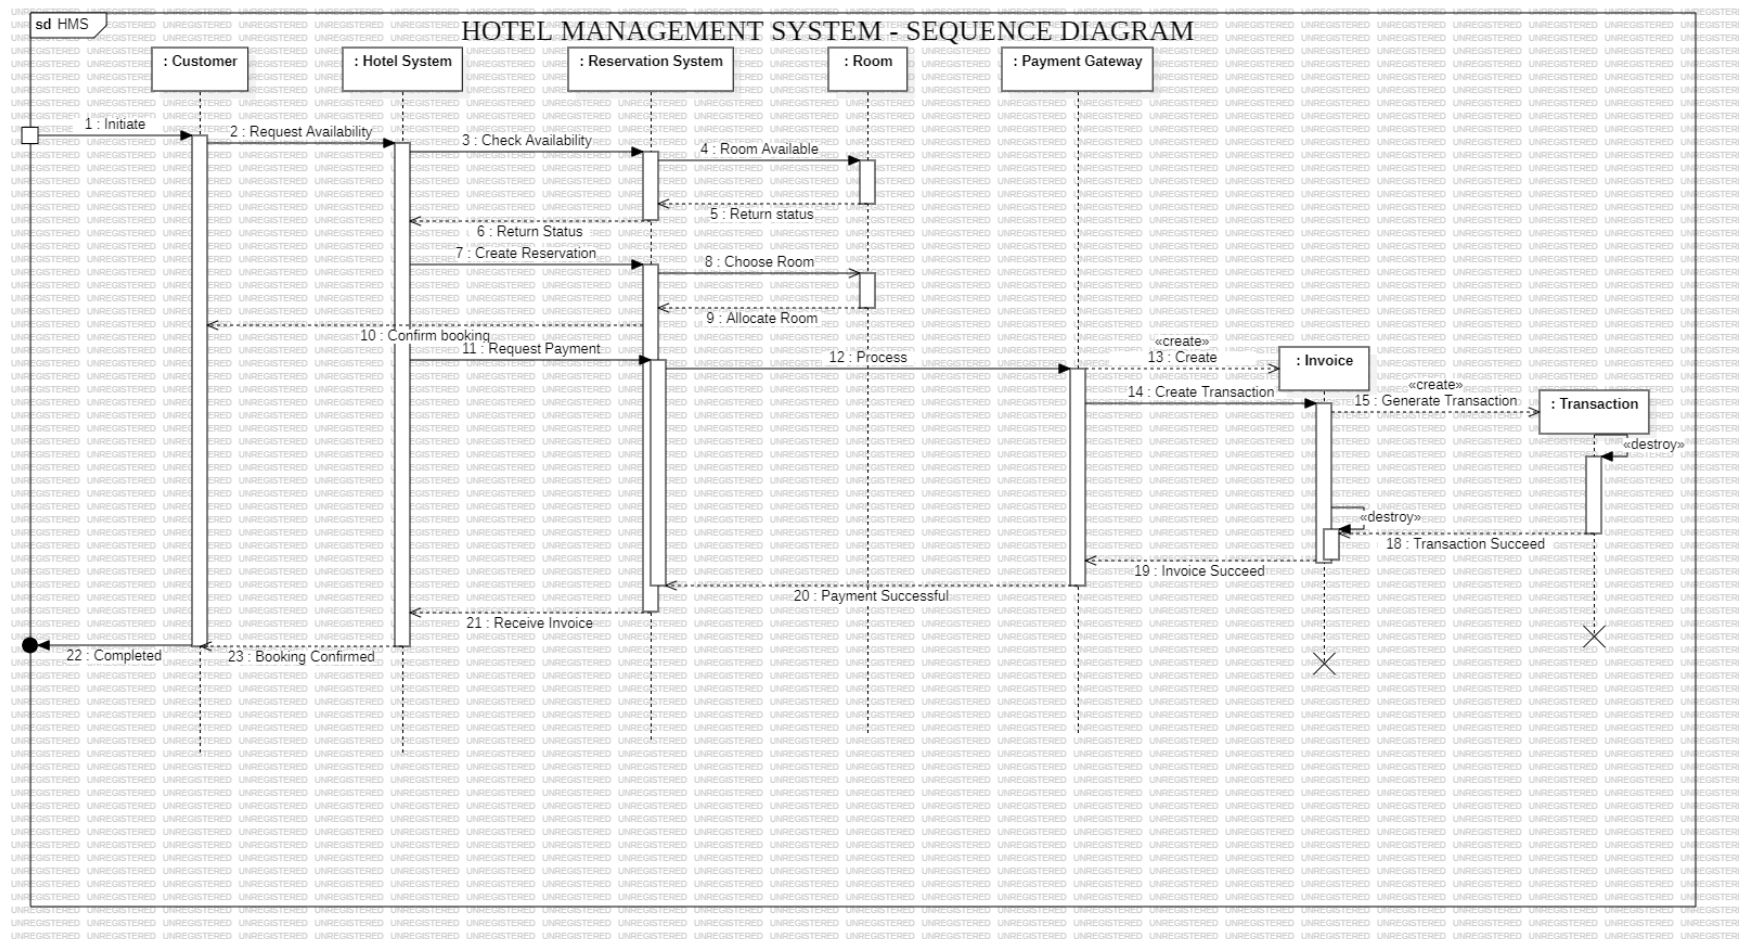 sd HMS
HOTEL MANAGEMENT SYSTEM - SEQUENCE DIAGRAM
: Customer
: Hotel System
: Reservation System
: Room
: Payment Gateway
1 : Initiate
2 : Request Availability
3 : Check Availability
4 : Room Available
5 : Return status
6 : Return Status
7 : Create Reservation
8 : Choose Room
9 : Allocate Room
10 : Confirm booking
11 : Request Payment
12 : Process
«create»
13 : Create
: Invoice
14 : Create Transaction
«create»
15 : Generate Transaction
: Transaction
«destroy»
«destroy»
18 : Transaction Succeed
19 : Invoice Succeed
20 : Payment Successful
21 : Receive Invoice
22 : Completed
23 : Booking Confirmed
UNREGISTERED